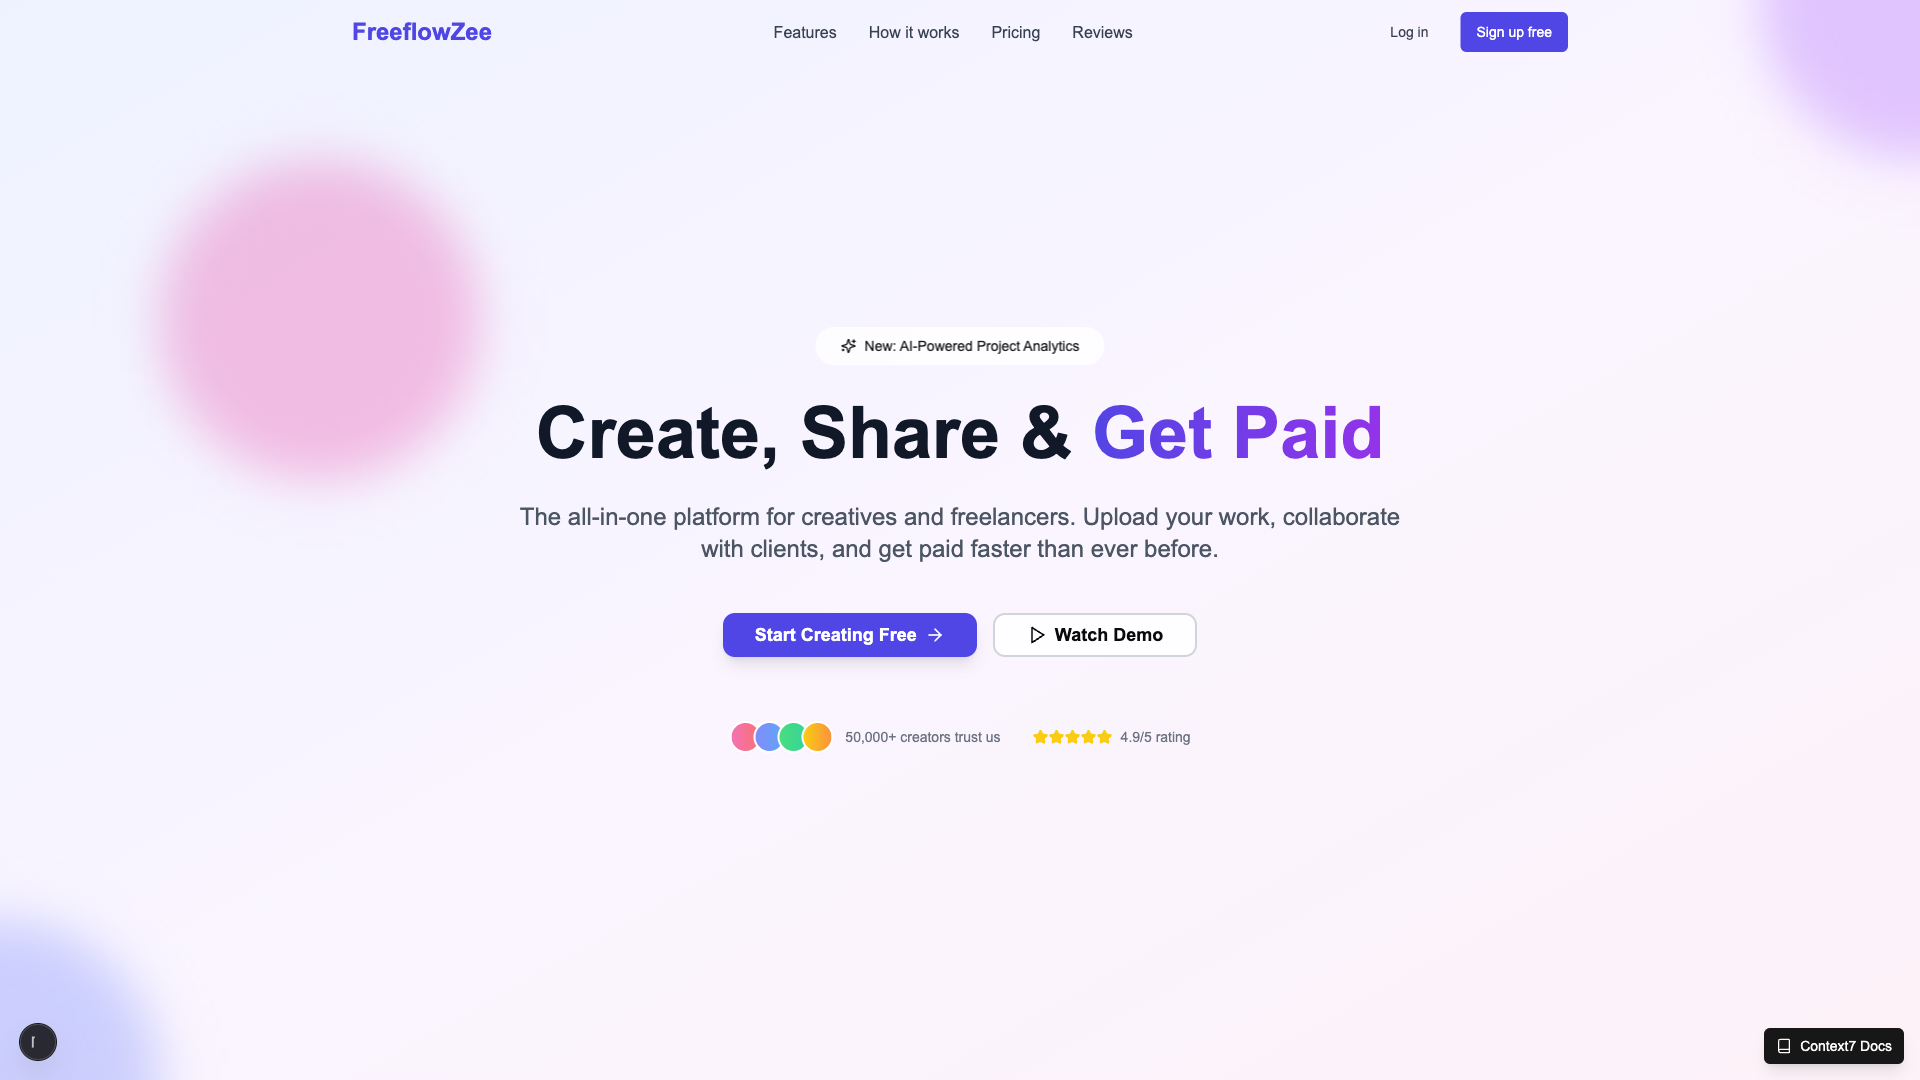 FreeflowZee
Features
How it works
Pricing
Reviews
Log in
Sign up free
New: AI-Powered Project Analytics
Create, Share & Get Paid
The all-in-one platform for creatives and freelancers. Upload your work, collaborate
with clients, and get paid faster than ever before.
Start Creating Free
Watch Demo
50,000+ creators trust us
4.9/5 rating
Context7 Docs